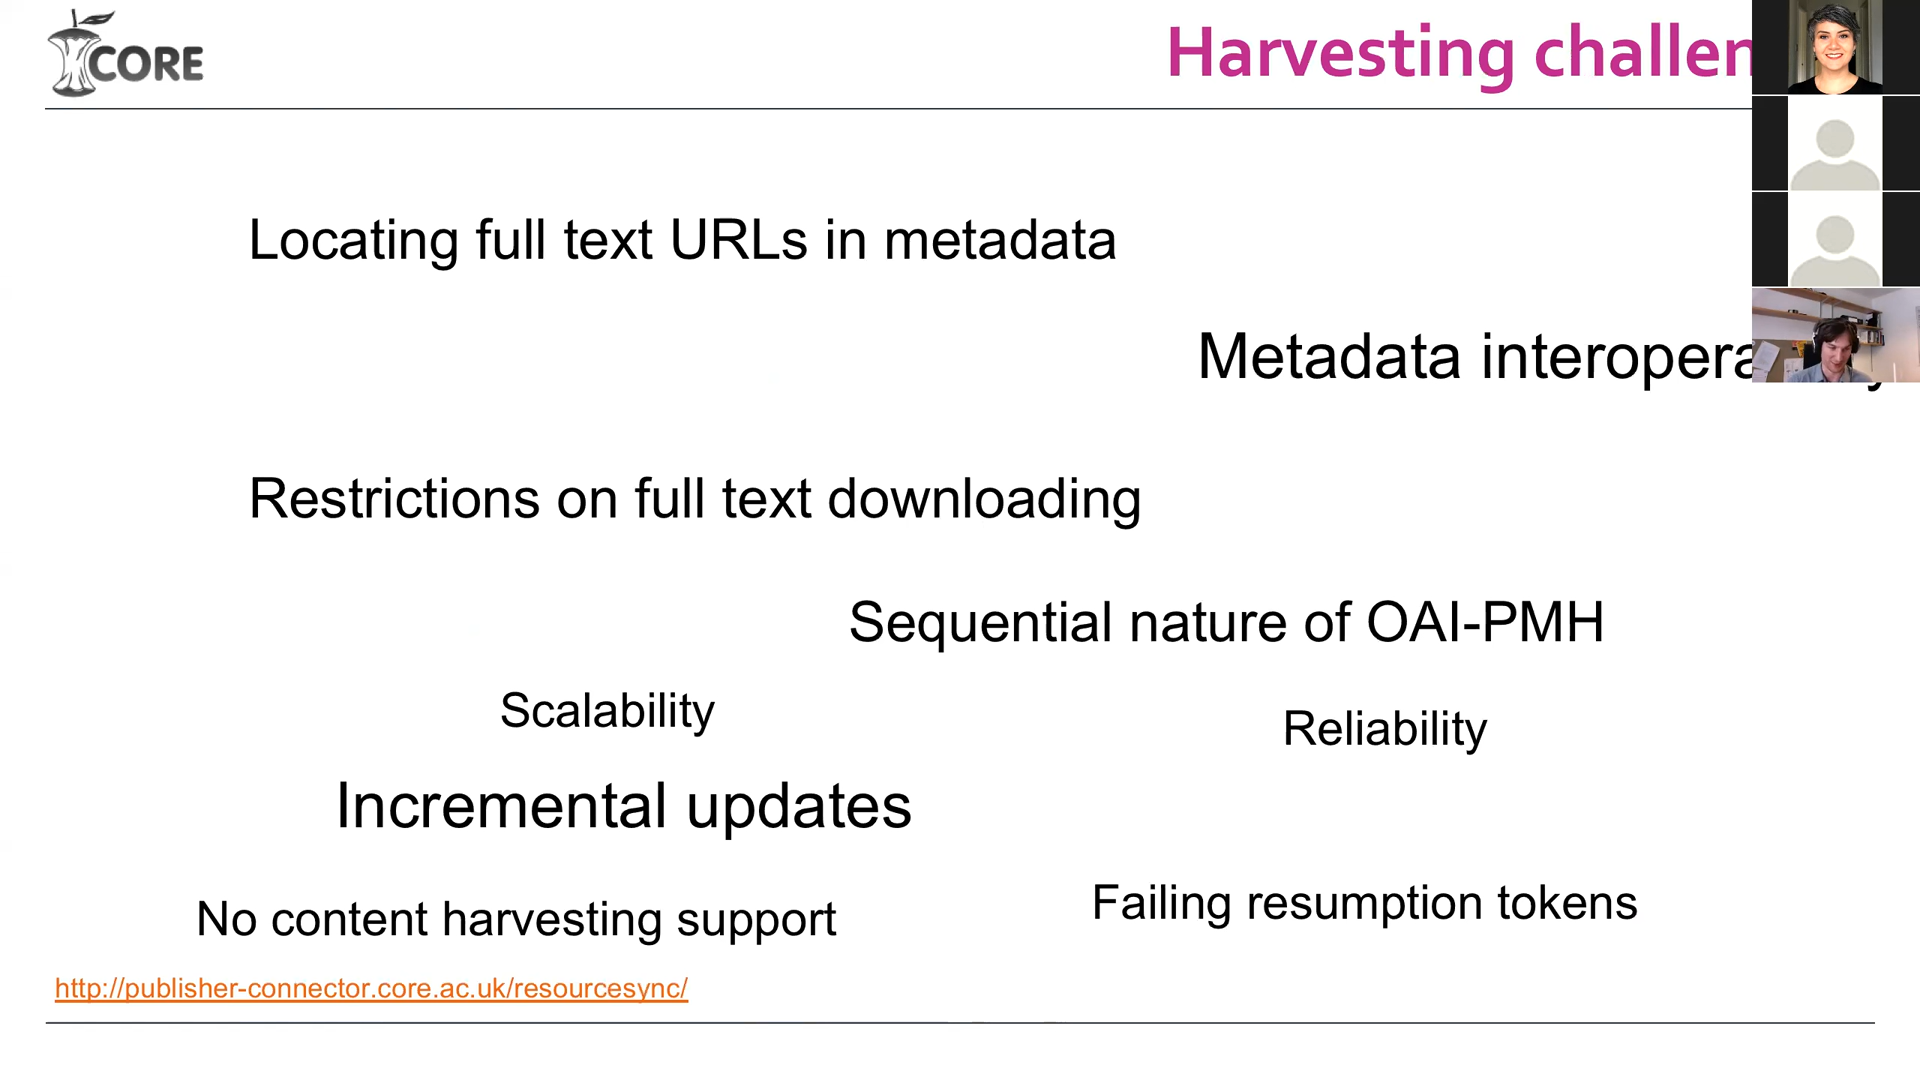 CORE
Harvesting challen
Locating full text URLs in metadata
Metadata interopera
Restrictions on full text downloading
Sequential nature of OAI-PMH
Scalability
Reliability
Incremental updates
Failing resumption tokens
No content harvesting support
http://publisher-connector.core.ac.uk/resourcesync/